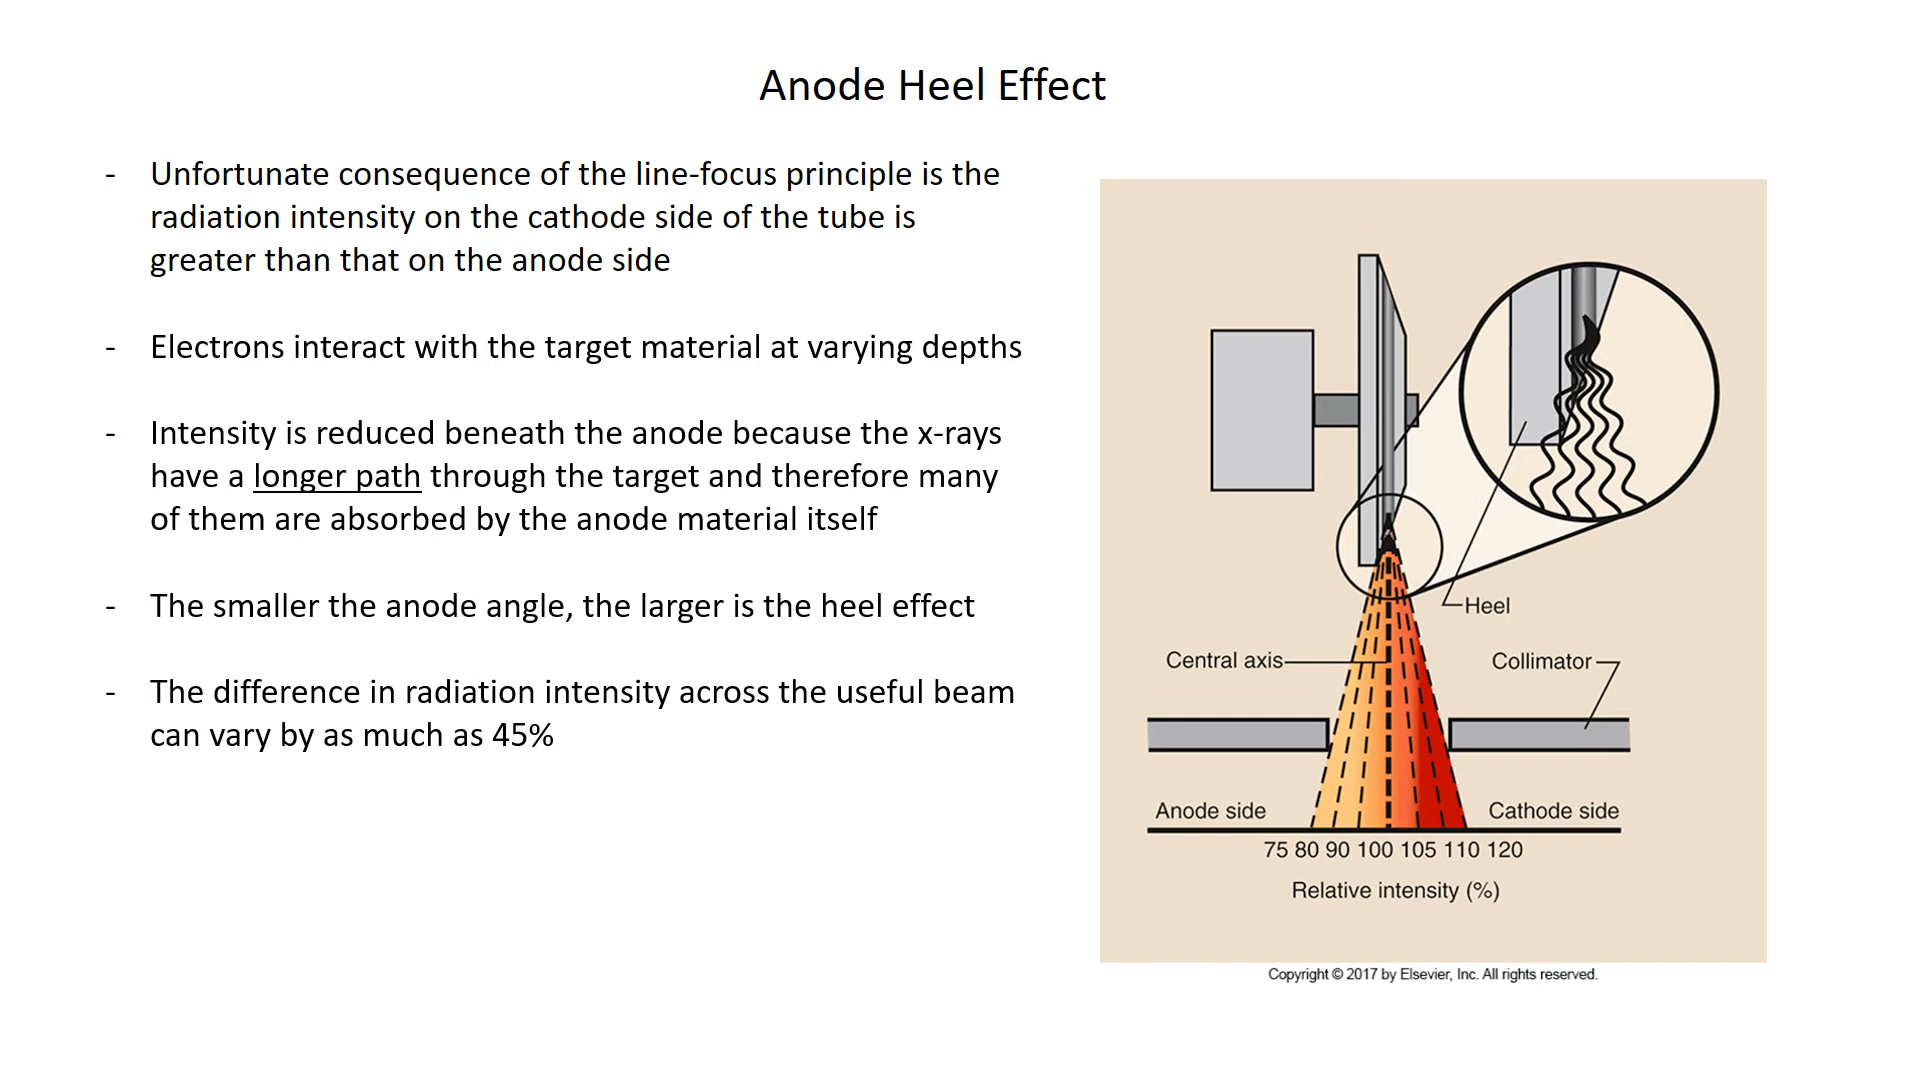 Anode Heel Effect
- Unfortunate consequence of the line-focus principle is the
radiation intensity on the cathode side of the tube is
greater than that on the anode side
- Electrons interact with the target material at varying depths
- Intensity is reduced beneath the anode because the x-rays
have a longer path through the target and therefore many
of them are absorbed by the anode material itself
- The smaller the anode angle, the larger is the heel effect
- The difference in radiation intensity across the useful beam
can vary by as much as 45%
Heel
Central axis
Collimator
Anode side
Cathode side
75 80 90 100 105 110 120
Relative intensity (%)
Copyright © 2017 by Elsevier, Inc. All rights reserved.